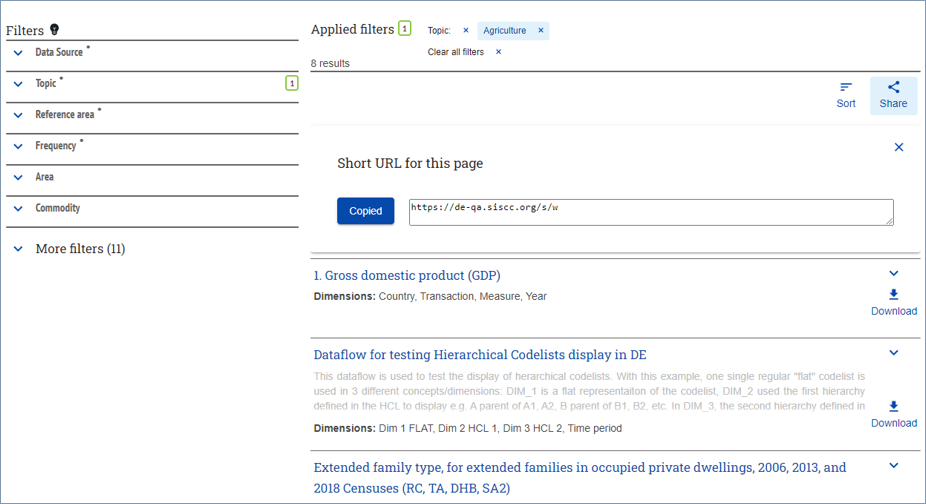 Filters
Data Source *
Topic *
1
Reference area *
Frequency *
Area
Commodity
More filters (11)
Applied filters 1
Topic: × Agriculture ×
Clear all filters ×
8 results
Sort
Share
Short URL for this page
Copied
https://de-qa.siscc.org/s/w
1. Gross domestic product (GDP)
Dimensions: Country, Transaction, Measure, Year
Download
Dataflow for testing Hierarchical Codelists display in DE
This dataflow is used to test the display of herarchical codelists. With this example, one single regular "flat" codelist is
used in 3 different concepts/dimensions: DIM_1 is a flat representaiton of the codelist, DIM_2 used the first hierarchy
defined in the HCL to display e.g. A parent of A1, A2, B parent of B1, B2, etc. In DIM_3, the second hierarchy defined in
Download
Dimensions: Dim 1 FLAT, Dim 2 HCL 1, Dim 3 HCL 2, Time period
Extended family type, for extended families in occupied private dwellings, 2006, 2013, and
2018 Censuses (RC, TA, DHB, SA2)